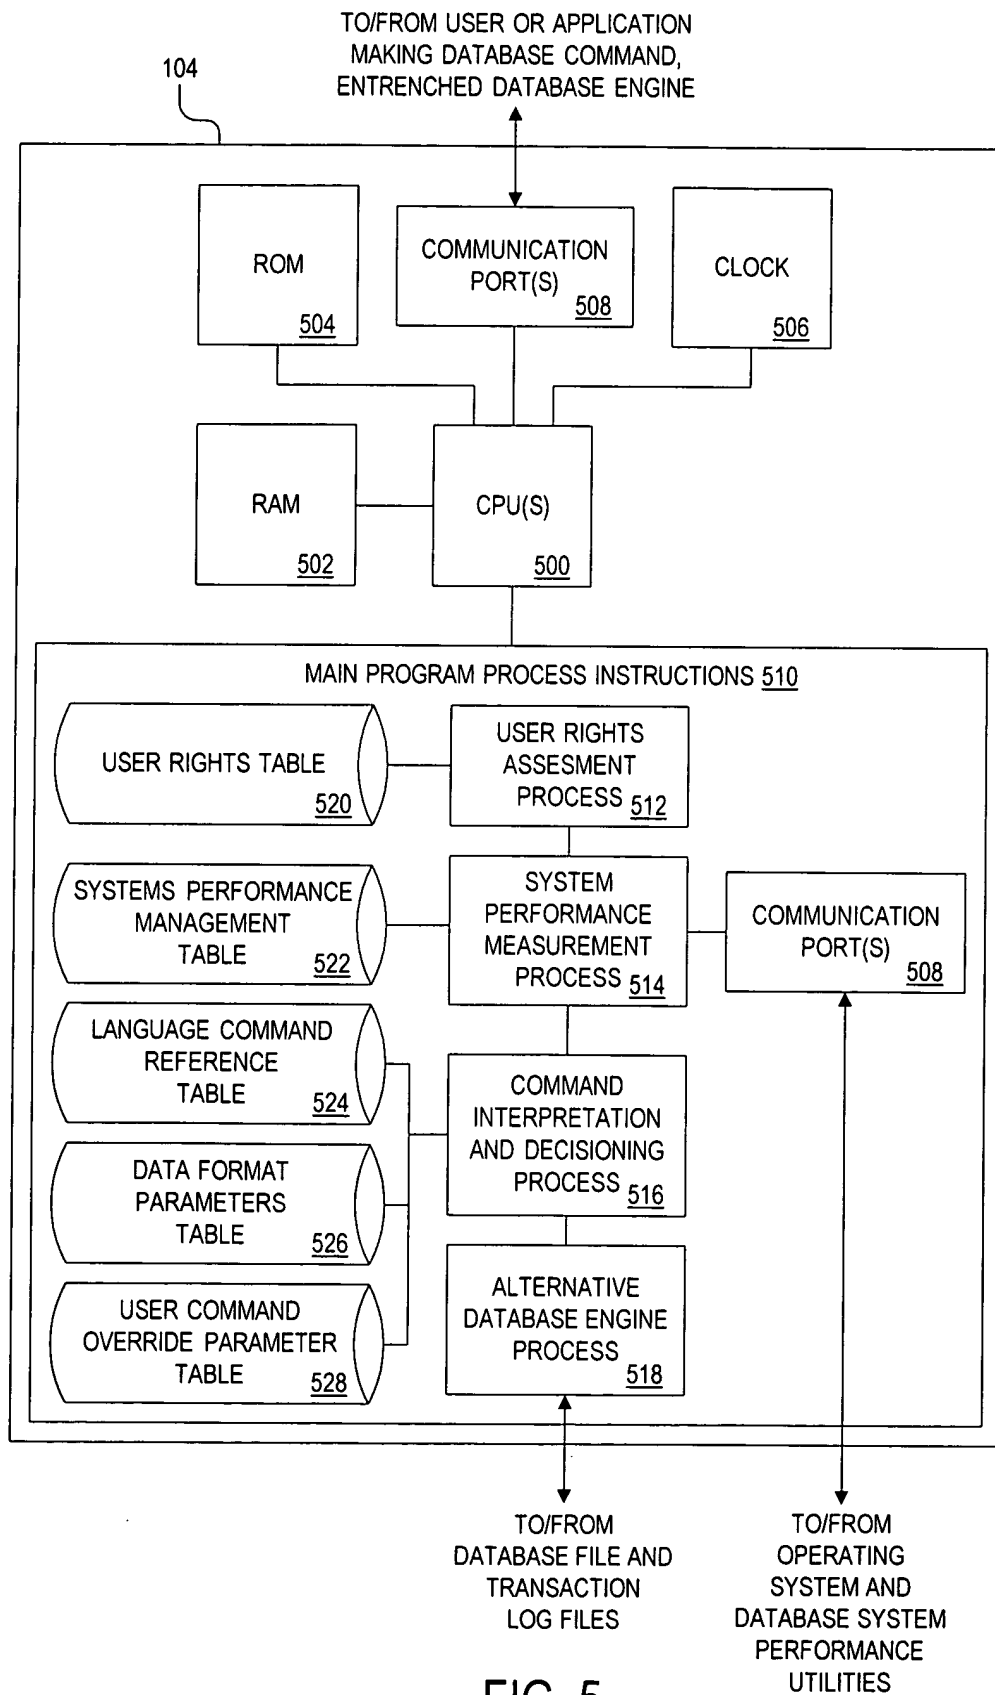 TO/FROM USER OR APPLICATION
MAKING DATABASE COMMAND,
ENTRENCHED DATABASE ENGINE
104
ROM
504
COMMUNICATION
PORT(S)
508
CLOCK
506
RAM
502
CPU(S)
500
MAIN PROGRAM PROCESS INSTRUCTIONS 510
USER RIGHTS TABLE
520
USER RIGHTS
ASSESMENT
PROCESS 512
SYSTEMS PERFORMANCE
MANAGEMENT
TABLE
522
SYSTEM
PERFORMANCE
MEASUREMENT
PROCESS 514
COMMUNICATION
PORT(S)
508
LANGUAGE COMMAND
REFERENCE
TABLE
524
COMMAND
INTERPRETATION
AND DECISIONING
PROCESS 516
DATA FORMAT
PARAMETERS
TABLE
526
USER COMMAND
OVERRIDE PARAMETER
TABLE
528
ALTERNATIVE
DATABASE ENGINE
PROCESS
518
TO/FROM
DATABASE FILE AND
TRANSACTION
LOG FILES
TO/FROM
OPERATING
SYSTEM AND
DATABASE SYSTEM
PERFORMANCE
UTILITIES
FIG. 5